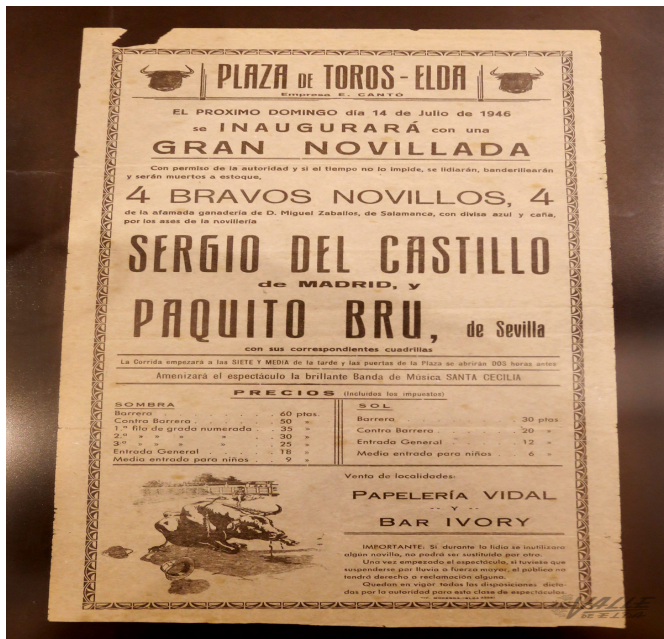 PLAZA DE TOROS - ELDA
Empresa E. CANTO
EL PROXIMO DOMINGO día 14 de Julio de 1946
se INAUGURARÁ con una
GRAN NOVILLADA
Con permiso de la autoridad y si el tiempo no lo impide, se lidiarán, banderillearán
y serán muertos a estoque,
4 BRAVOS NOVILLOS, 4
de la afamada ganadería de D. Miguel Zaballos, de Salamanca, con divisa azul y caña,
por los ases de la novillería
SERGIO DEL CASTILLO
de MADRID, y
PAQUITO BRU, de Sevilla
con sus correspondientes cuadrillas
La Corrida empezará a las SIETE Y MEDIA de la tarde y las puertas de la Plaza se abrirán DOS horas antes
Amenizará el espectáculo la brillante Banda de Música SANTA CECILIA
PRECIOS (incluidos los impuestos)
SOMBRA
Barrera 60 ptas.
Contra Barrera 50 »
1.ª fila de grada numerada 35 »
2.ª » » » » 30 »
3.ª » » » » 25 »
Entrada General 18 »
Media entrada para niños 9 »
SOL
Barrera 30 ptas
Contra Barrera 20 »
Entrada General 12 »
Media entrada para niños 6 »
Venta de localidades:
PAPELERÍA VIDAL
Y
BAR IVORY
IMPORTANTE: Si durante la lidia se inutilizara
algún novillo, no podrá ser sustituido por otro.
Una vez empezado el espectáculo, si tuviese que
suspenderse por lluvia o fuerza mayor, el público no
tendrá derecho a reclamación alguna.
Quedan en vigor todas las disposiciones dicta-
das por la autoridad para esta clase de espectáculos
VALLE
DE ELDA